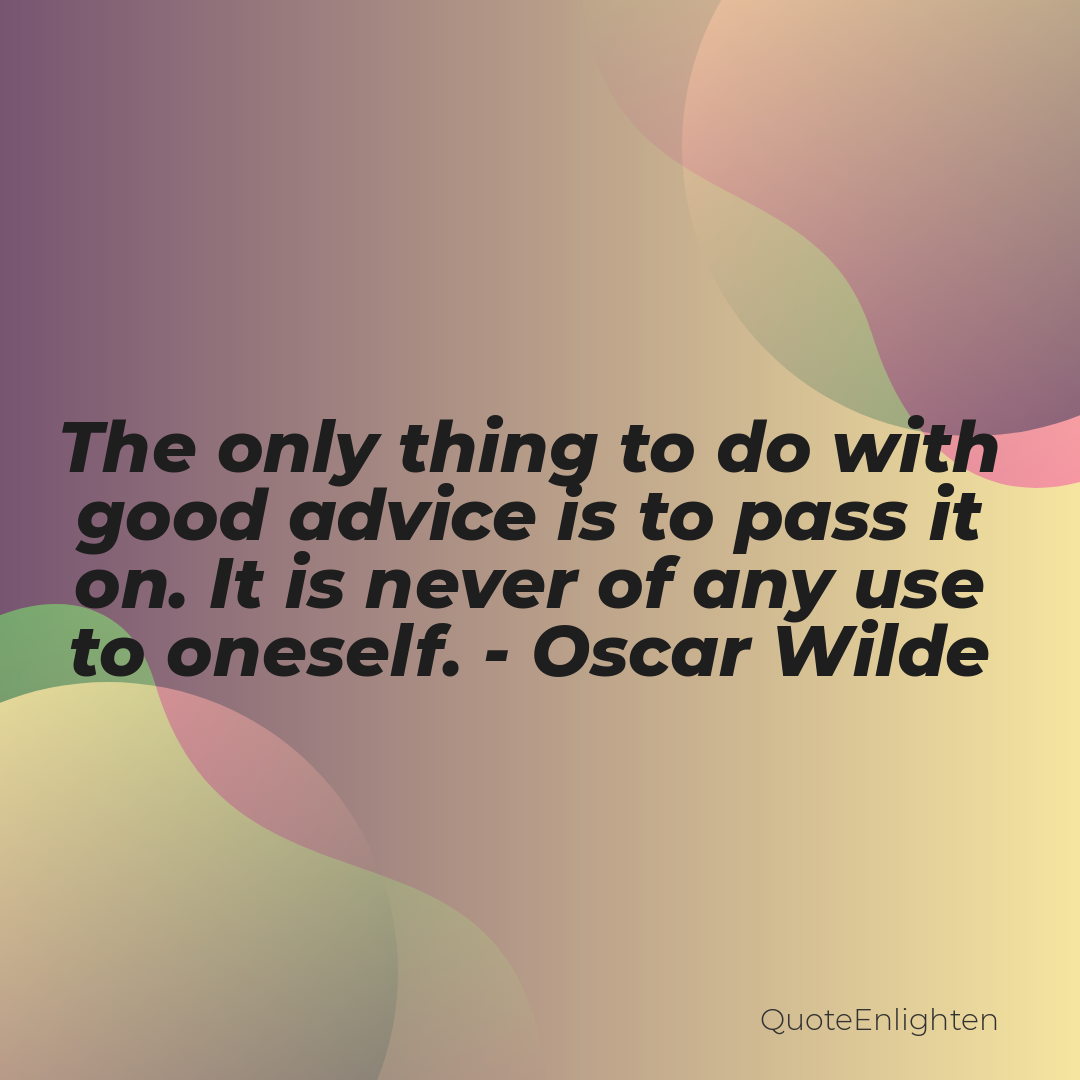 The only thing to do with
good advice is to pass it
on. It is never of any use
to oneself. - Oscar Wilde
QuoteEnlighten